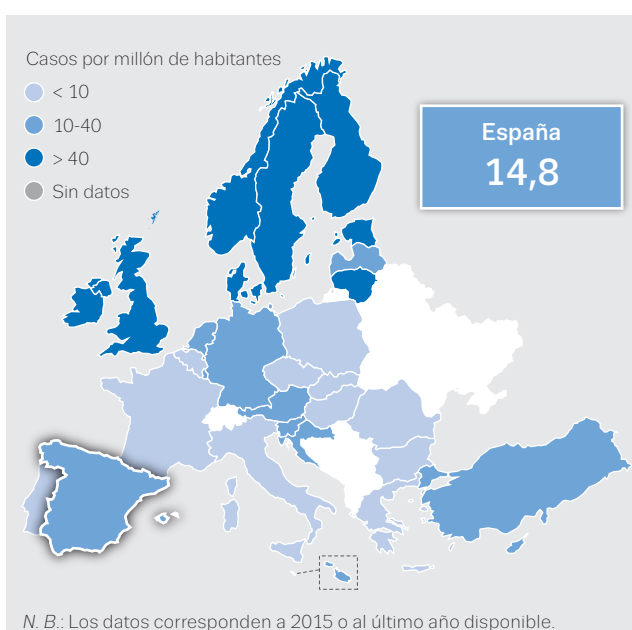 Casos por millón de habitantes
< 10
10-40
> 40
Sin datos
España
14,8
N. B.: Los datos corresponden a 2015 o al último año disponible.